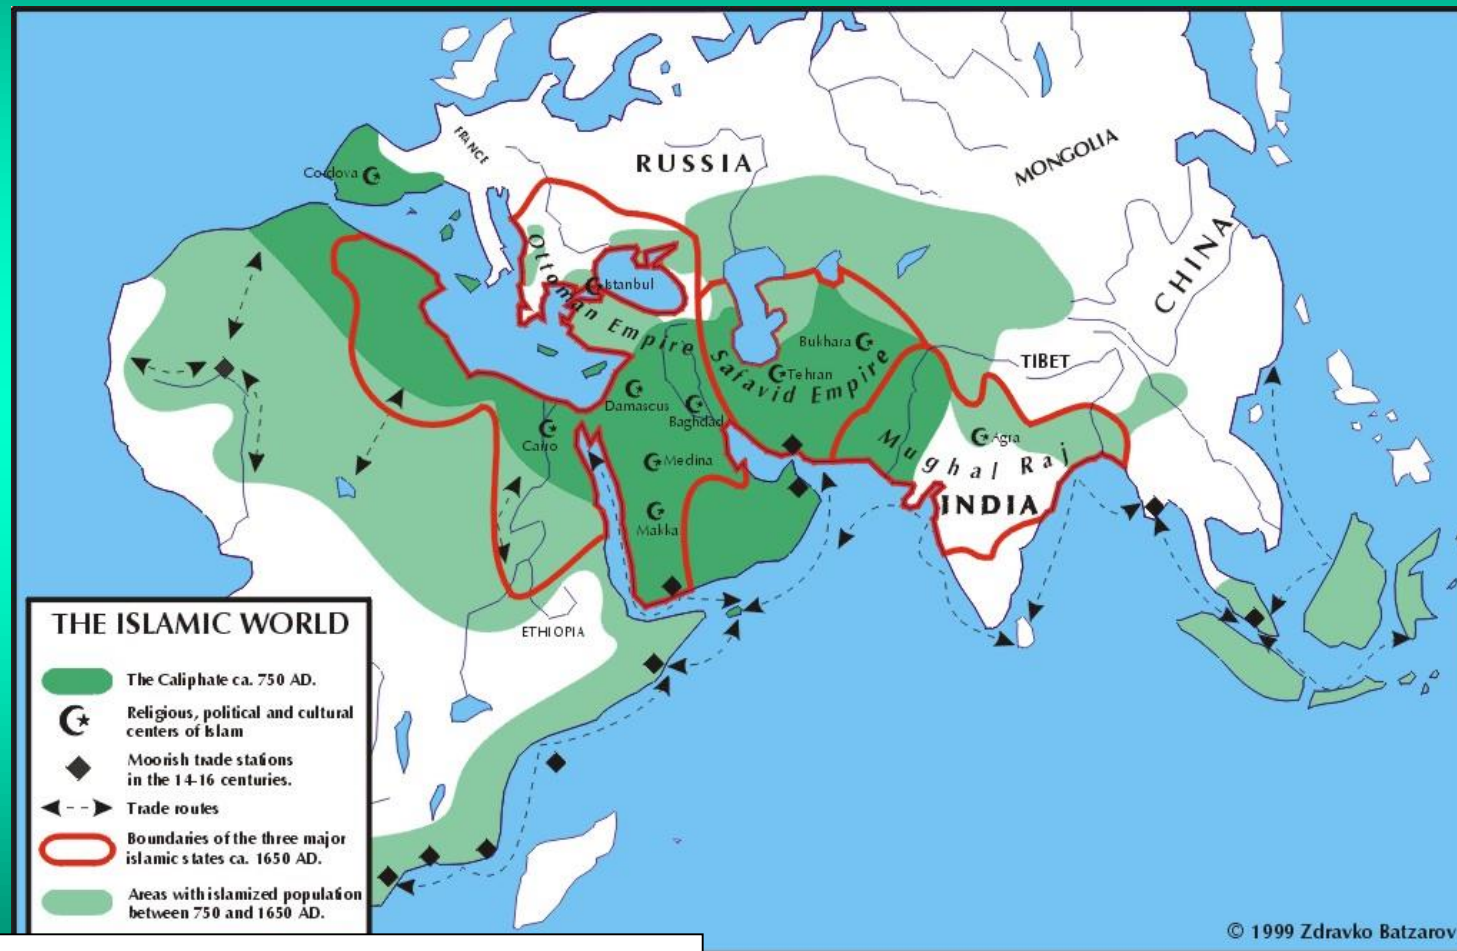 FRANCE
RUSSIA
MONGOLIA
CHINA
TIBET
Cordova
Ottoman Empire
Istanbul
Safavid Empire
Bukhara
Tehran
Damascus
Baghdad
Cairo
Medina
Makka
Mughal Raj
Agra
INDIA
ETHIOPIA
THE ISLAMIC WORLD
The Caliphate ca. 750 AD.
Religious, political and cultural
centers of Islam
Moorish trade stations
in the 14-16 centuries.
Trade routes
Boundaries of the three major
islamic states ca. 1650 AD.
Areas with islamized population
between 750 and 1650 AD.
© 1999 Zdravko Batzarov